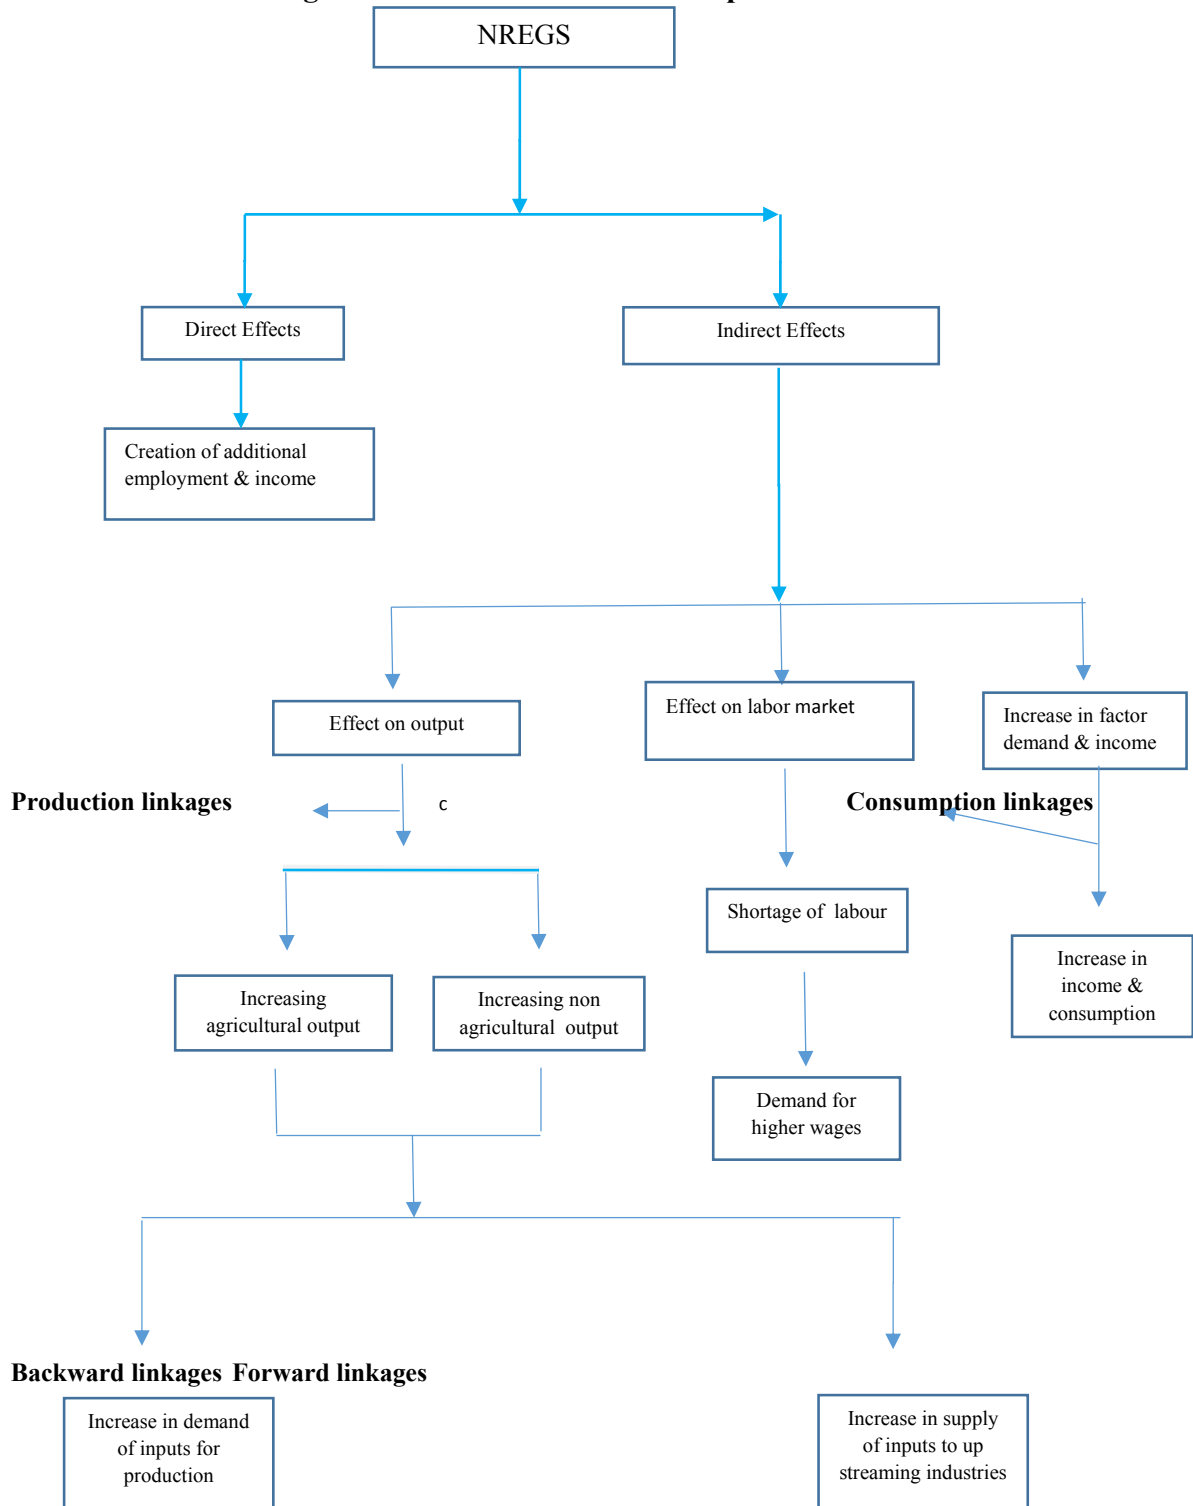 NREGS
Direct Effects
Indirect Effects
Creation of additional
employment & income
Effect on output
Effect on labor market
Increase in factor
demand & income
Production linkages
c
Consumption linkages
Shortage of labour
Increase in
income &
consumption
Increasing
agricultural output
Increasing non
agricultural output
Demand for
higher wages
Backward linkages Forward linkages
Increase in demand
of inputs for
production
Increase in supply
of inputs to up
streaming industries